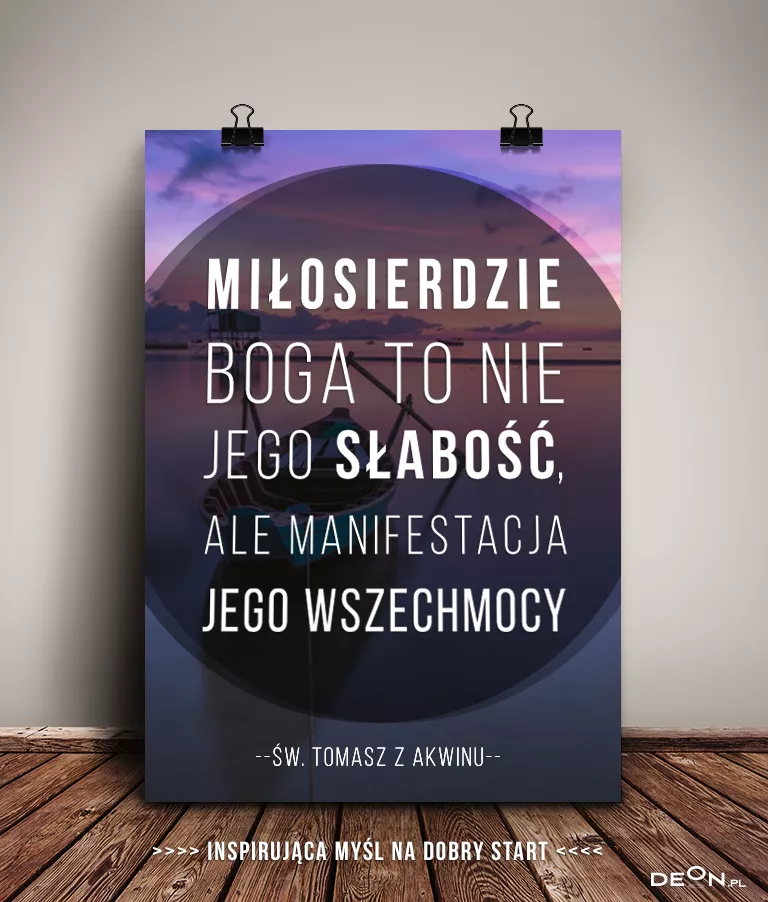 MIŁOSIERDZIE
BOGA TO NIE
JEGO SŁABOŚĆ,
ALE MANIFESTACJA
JEGO WSZECHMOCY
--ŚW. TOMASZ Z AKWINU--
>>>> INSPIRUJĄCA MYŚL NA DOBRY START <<<<
DEON.PL